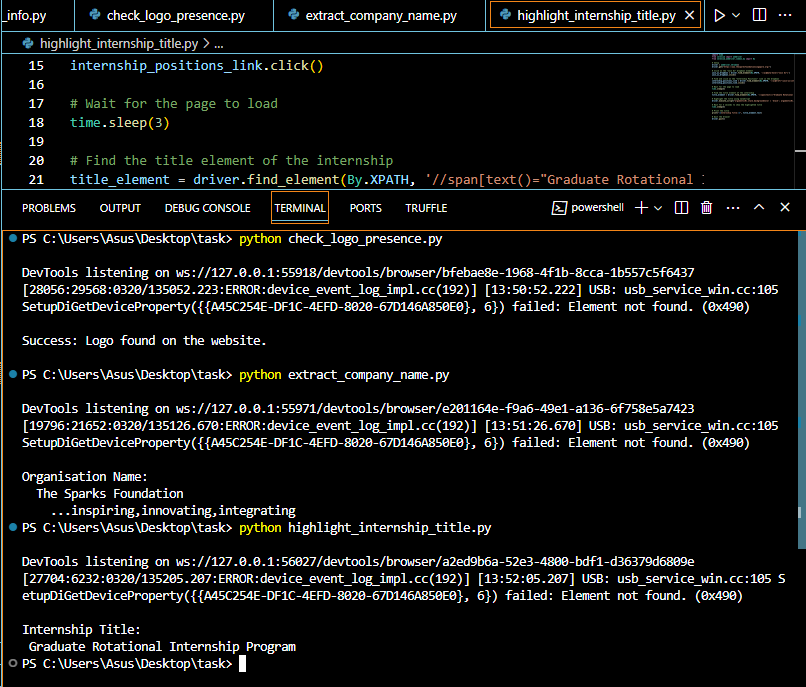 _info.py check_logo_presence.py extract_company_name.py highlight_internship_title.py
highlight_internship_title.py > ...
15 internship_positions_link.click()
16
17 # Wait for the page to load
18 time.sleep(3)
19
20 # Find the title element of the internship
21 title_element = driver.find_element(By.XPATH, '//span[text()="Graduate Rotational
PROBLEMS OUTPUT DEBUG CONSOLE TERMINAL PORTS TRUFFLE powershell
PS C:\Users\Asus\Desktop\task> python check_logo_presence.py
DevTools listening on ws://127.0.0.1:55918/devtools/browser/bfebae8e-1968-4f1b-8cca-1b557c5f6437
[28056:29568:0320/135052.223:ERROR:device_event_log_impl.cc(192)] [13:50:52.222] USB: usb_service_win.cc:105
SetupDiGetDeviceProperty({{A45C254E-DF1C-4EFD-8020-67D146A850E0}, 6}) failed: Element not found. (0x490)
Success: Logo found on the website.
PS C:\Users\Asus\Desktop\task> python extract_company_name.py
DevTools listening on ws://127.0.0.1:55971/devtools/browser/e201164e-f9a6-49e1-a136-6f758e5a7423
[19796:21652:0320/135126.670:ERROR:device_event_log_impl.cc(192)] [13:51:26.670] USB: usb_service_win.cc:105
SetupDiGetDeviceProperty({{A45C254E-DF1C-4EFD-8020-67D146A850E0}, 6}) failed: Element not found. (0x490)
Organisation Name:
The Sparks Foundation
...inspiring,innovating,integrating
PS C:\Users\Asus\Desktop\task> python highlight_internship_title.py
DevTools listening on ws://127.0.0.1:56027/devtools/browser/a2ed9b6a-52e3-4800-bdf1-d36379d6809e
[27704:6232:0320/135205.207:ERROR:device_event_log_impl.cc(192)] [13:52:05.207] USB: usb_service_win.cc:105 S
etupDiGetDeviceProperty({{A45C254E-DF1C-4EFD-8020-67D146A850E0}, 6}) failed: Element not found. (0x490)
Internship Title:
Graduate Rotational Internship Program
PS C:\Users\Asus\Desktop\task>